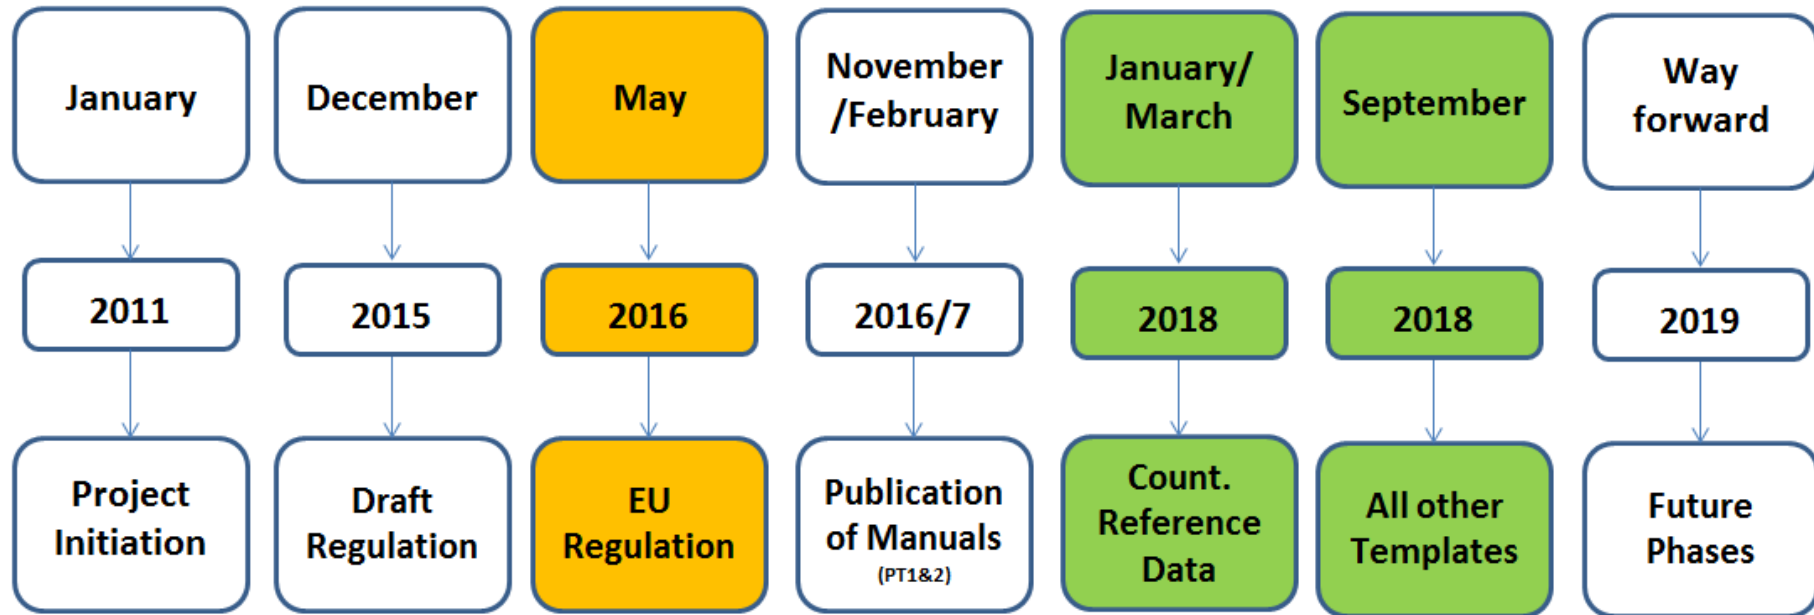 January
December
May
November
/February
January/
March
September
Way
forward
2011
2015
2016
2016/7
2018
2018
2019
Project
Initiation
Draft
Regulation
EU
Regulation
Publication
of Manuals
(PT1&2)
Count.
Reference
Data
All other
Templates
Future
Phases